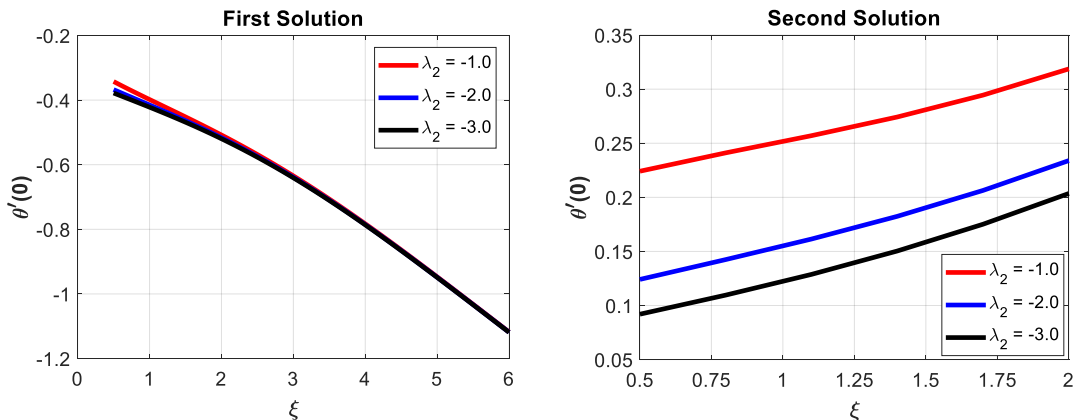 First Solution
-0.2
-0.4
-0.6
-0.8
-1
-1.2
θ′(0)
0 1 2 3 4 5 6
ξ
λ2 = -1.0
λ2 = -2.0
λ2 = -3.0
Second Solution
0.35
0.3
0.25
0.2
0.15
0.1
0.05
θ′(0)
0.5 0.75 1 1.25 1.5 1.75 2
ξ
λ2 = -1.0
λ2 = -2.0
λ2 = -3.0